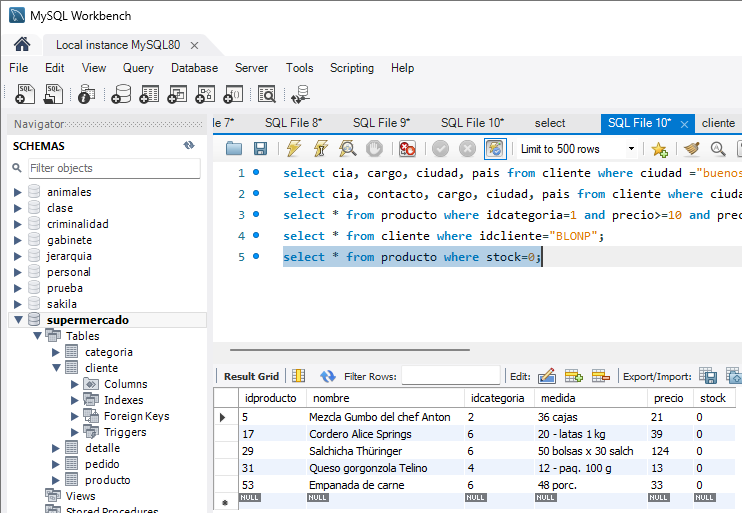 MySQL Workbench
Local instance MySQL80
File Edit View Query Database Server Tools Scripting Help
Navigator
le 7* SQL File 8* SQL File 9* SQL File 10* select SQL File 10* cliente
SCHEMAS
Limit to 500 rows
Filter objects
animales
clase
criminalidad
gabinete
jerarquia
personal
prueba
sakila
supermercado
Tables
categoria
cliente
Columns
Indexes
Foreign Keys
Triggers
detalle
pedido
producto
Views
Stored Procedures
1 select cia, cargo, ciudad, pais from cliente where ciudad ="buenos
2 select cia, contacto, cargo, ciudad, pais from cliente where ciuda
3 select * from producto where idcategoria=1 and precio>=10 and prec
4 select * from cliente where idcliente="BLONP";
5 select * from producto where stock=0;
Result Grid Filter Rows: Edit: Export/Import:
idproducto nombre idcategoria medida precio stock
5 Mezcla Gumbo del chef Anton 2 36 cajas 21 0
17 Cordero Alice Springs 6 20 - latas 1 kg 39 0
29 Salchicha Thüringer 6 50 bolsas x 30 salch 124 0
31 Queso gorgonzola Telino 4 12 - paq. 100 g 13 0
53 Empanada de carne 6 48 porc. 33 0
NULL NULL NULL NULL NULL NULL